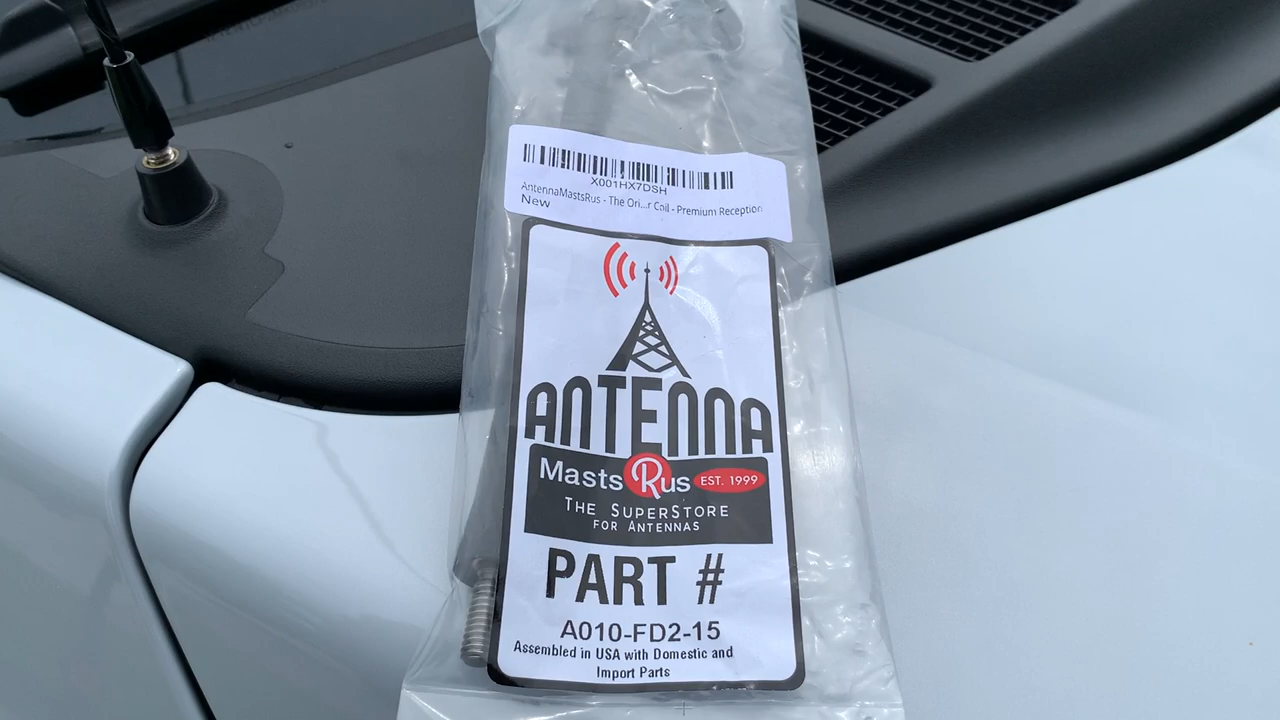 X001HX7DSH
AntennaMastsRus - The Ori...r Coil - Premium Reception
New
ANTENNA
Masts Rus EST. 1999
THE SUPERSTORE
FOR ANTENNAS
PART #
A010-FD2-15
Assembled in USA with Domestic and
Import Parts